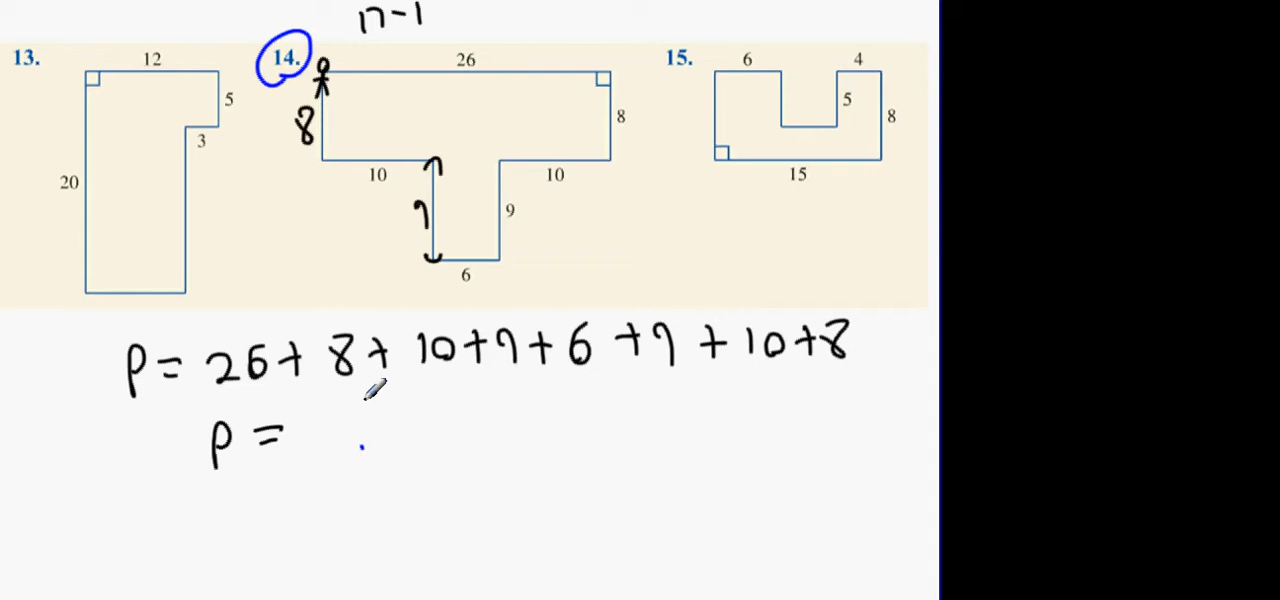 17-1
13. 12 5 3 20
14. 26 8 8 10 10 9 9 6
15. 6 4 5 8 15
P= 26+ 8+ 10+9+6 +9+10+8
P=